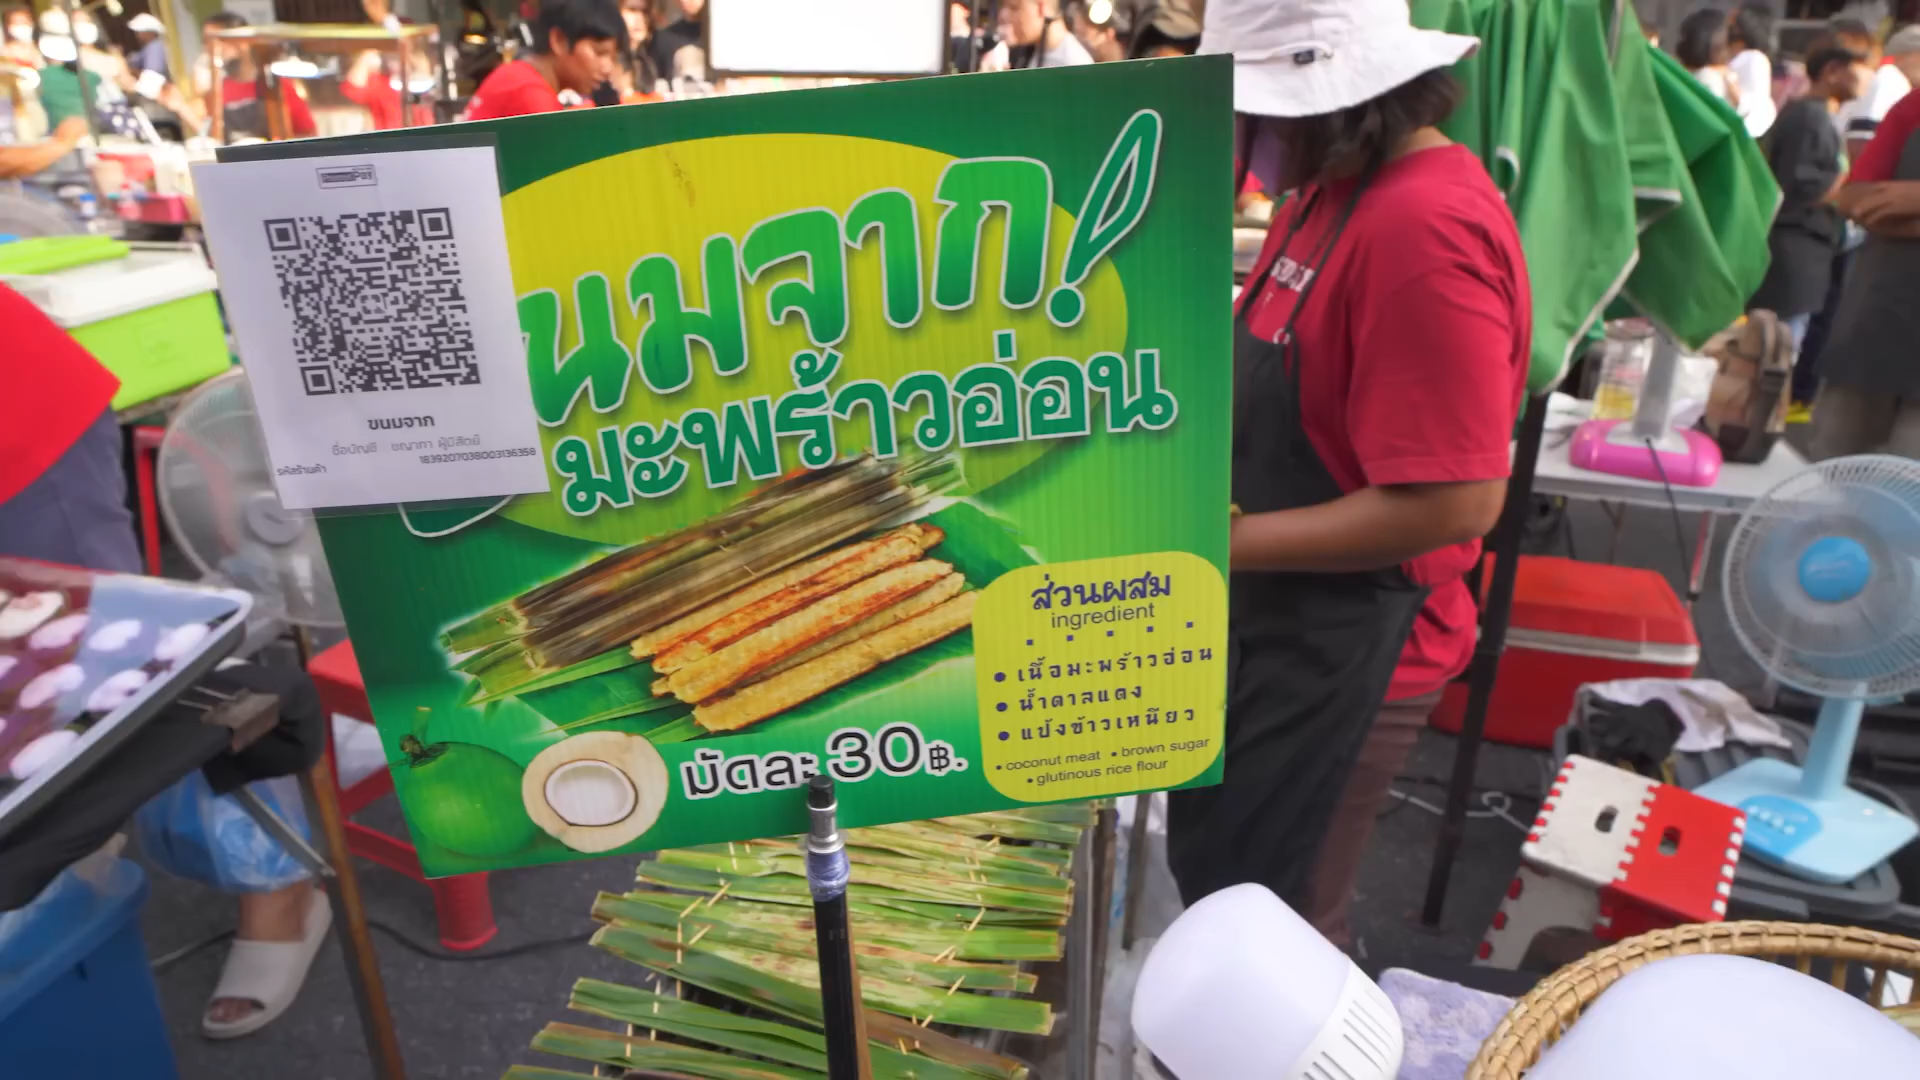 ขนมจาก
ชื่อบัญชี
รหัสร้านค้า
1839207038003136358
ขนมจาก!
มะพร้าวอ่อน
ส่วนผสม
ingredient
• เนื้อมะพร้าวอ่อน
• น้ำตาลแดง
• แป้งข้าวเหนียว
• coconut meat • brown sugar
• glutinous rice flour
มัดละ 30฿.